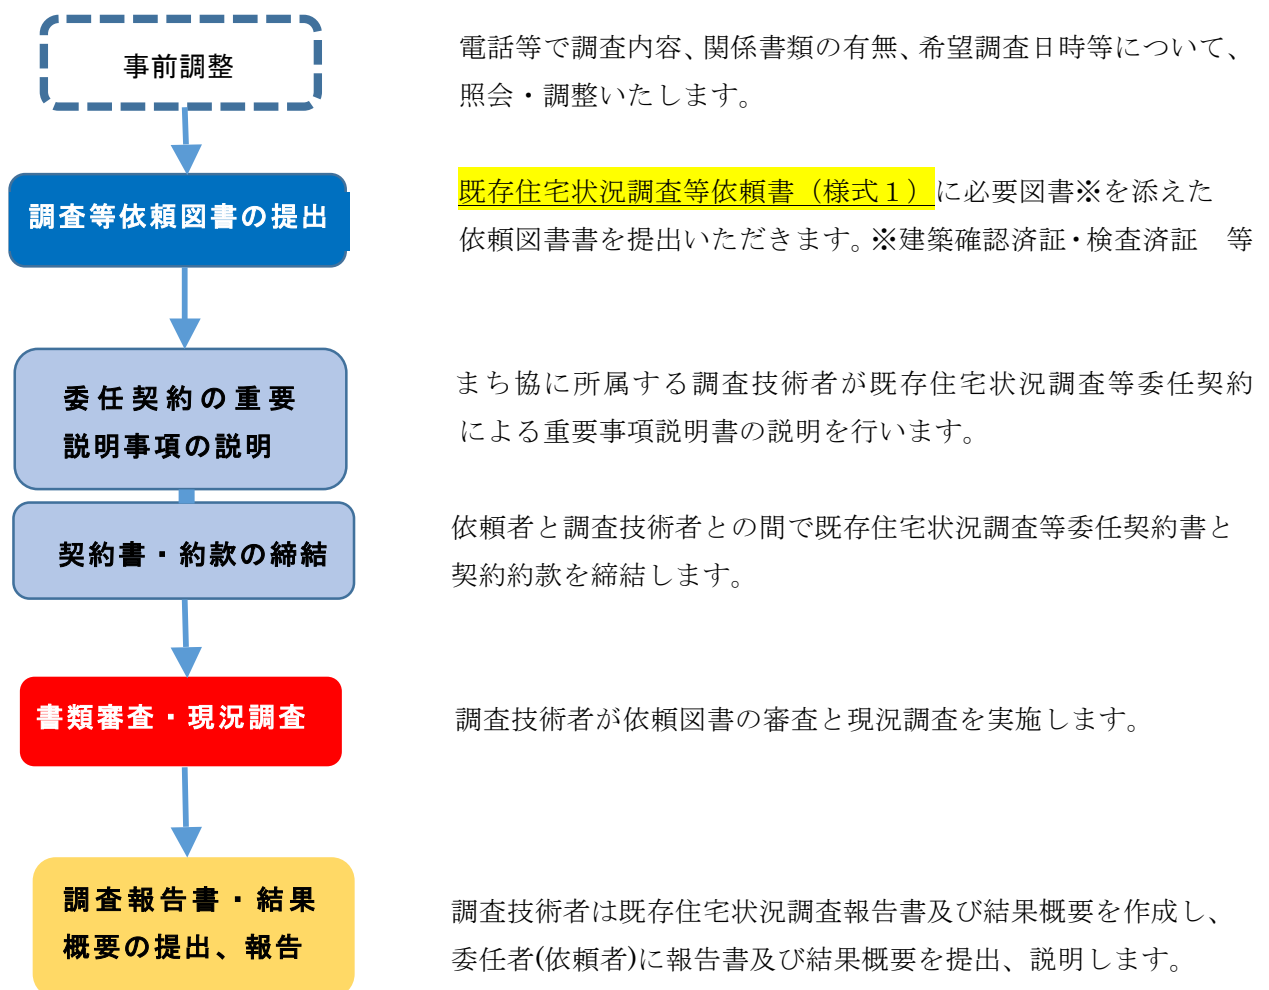 事前調整
電話等で調査内容、関係書類の有無、希望調査日時等について、
照会・調整いたします。
調査等依頼図書の提出
既存住宅状況調査等依頼書（様式１）に必要図書※を添えた
依頼図書書を提出いただきます。※建築確認済証・検査済証　等
委任契約の重要
説明事項の説明
まち協に所属する調査技術者が既存住宅状況調査等委任契約
による重要事項説明書の説明を行います。
契約書・約款の締結
依頼者と調査技術者との間で既存住宅状況調査等委任契約書と
契約約款を締結します。
書類審査・現況調査
調査技術者が依頼図書の審査と現況調査を実施します。
調査報告書・結果
概要の提出、報告
調査技術者は既存住宅状況調査報告書及び結果概要を作成し、
委任者(依頼者)に報告書及び結果概要を提出、説明します。